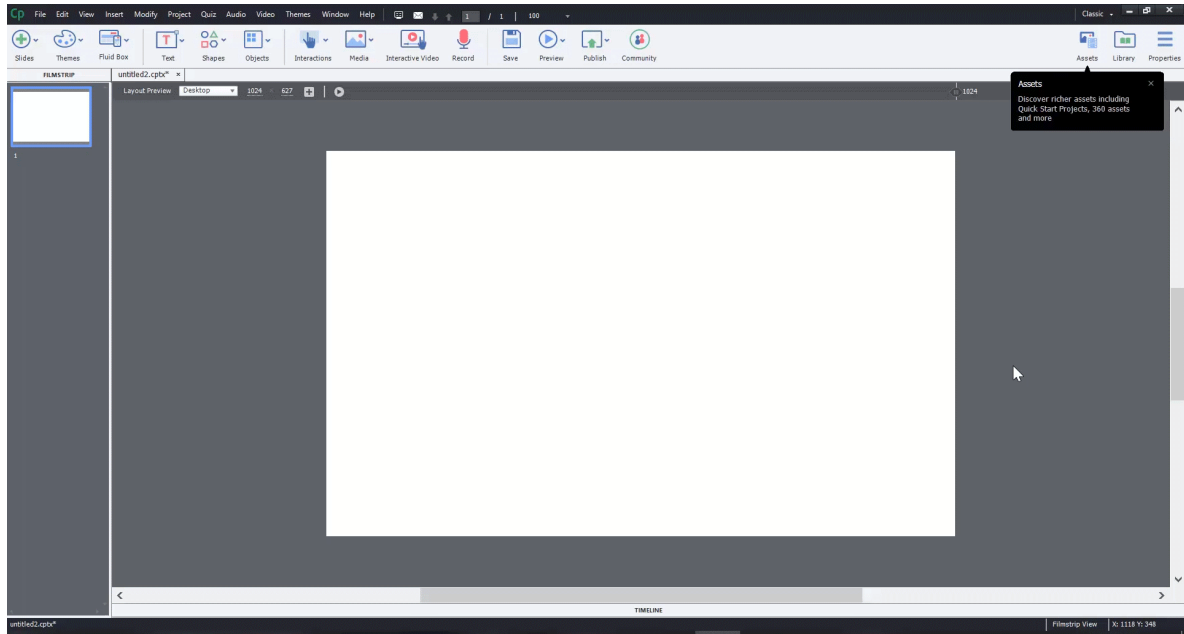 Cp File Edit View Insert Modify Project Quiz Audio Video Themes Window Help 1 / 1 100 Classic
Slides Themes Fluid Box Text Shapes Objects Interactions Media Interactive Video Record Save Preview Publish Community Assets Library Properties
FILMSTRIP untitled2.cptx* ×
Layout Preview Desktop 1024 × 627 1024
Assets
Discover richer assets including
Quick Start Projects, 360 assets
and more
1
TIMELINE
untitled2.cptx* Filmstrip View X: 1118 Y: 348